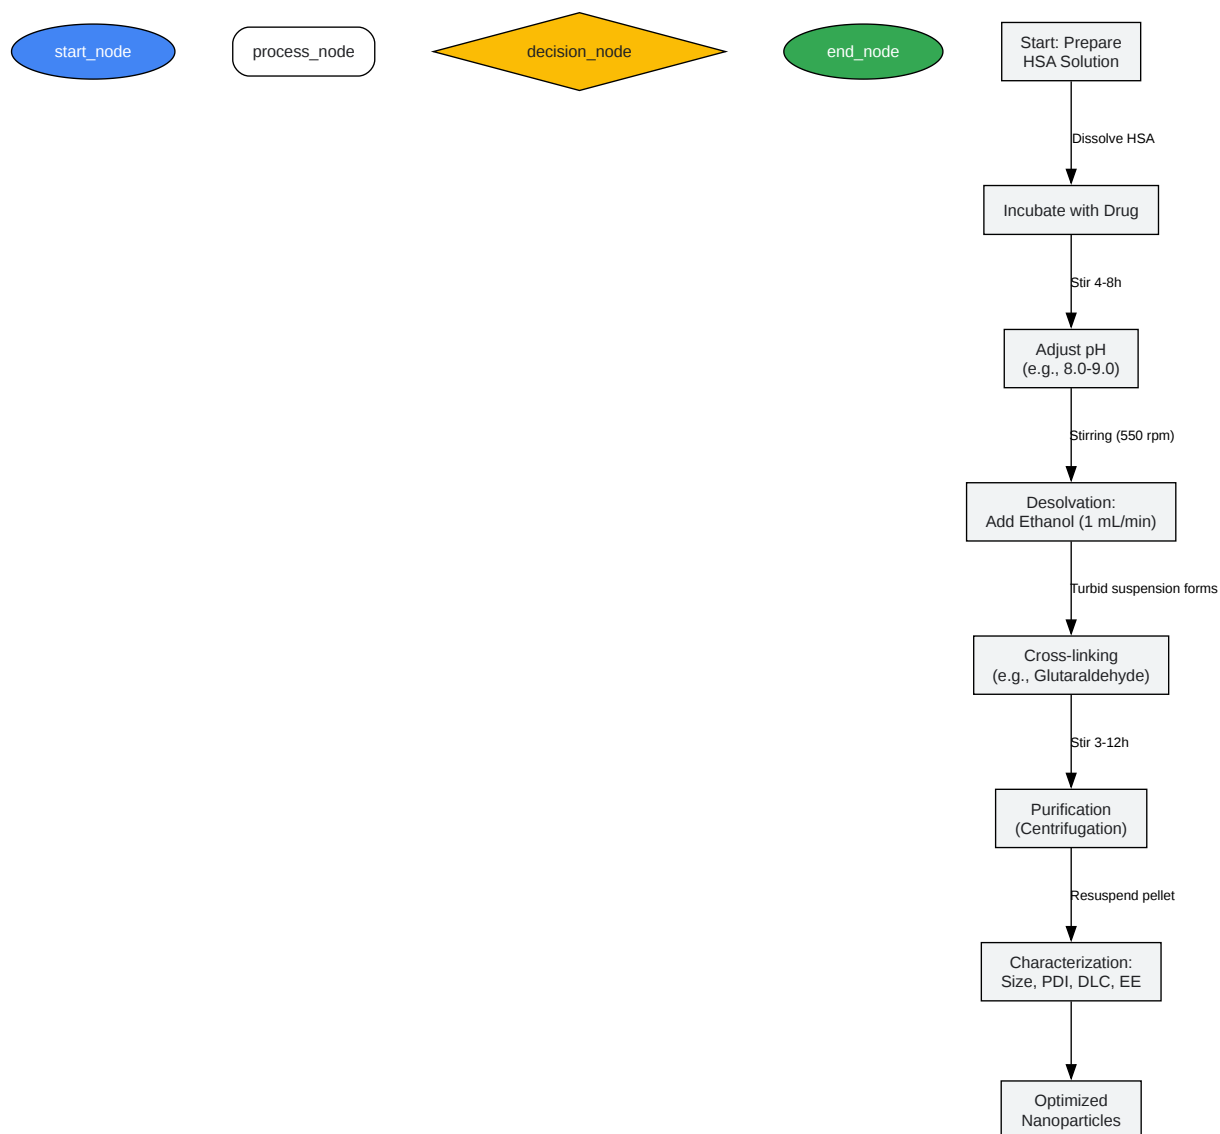 start_node
process_node
decision_node
end_node
Start: Prepare
HSA Solution
Dissolve HSA
Incubate with Drug
Stir 4-8h
Adjust pH
(e.g., 8.0-9.0)
Stirring (550 rpm)
Desolvation:
Add Ethanol (1 mL/min)
Turbid suspension forms
Cross-linking
(e.g., Glutaraldehyde)
Stir 3-12h
Purification
(Centrifugation)
Resuspend pellet
Characterization:
Size, PDI, DLC, EE
Optimized
Nanoparticles